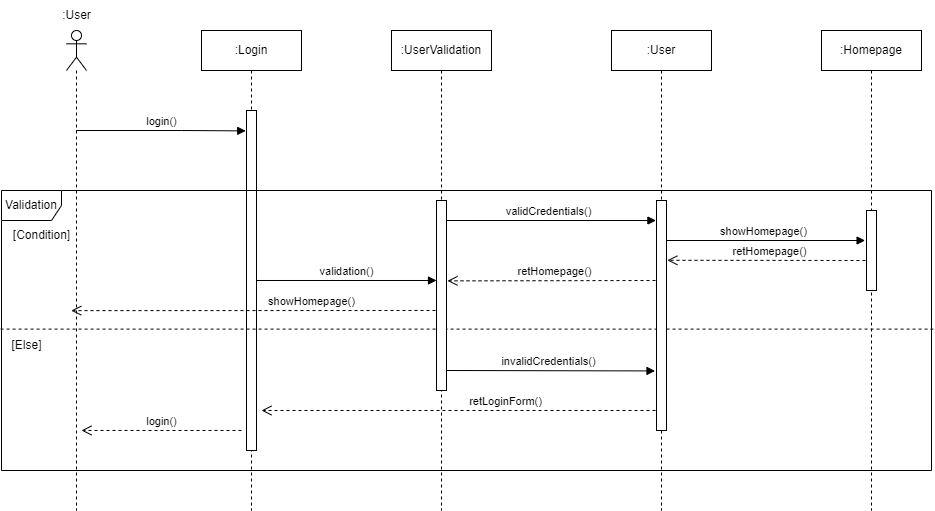 :User
:Login
:UserValidation
:User
:Homepage
login()
Validation
[Condition]
validCredentials()
showHomepage()
retHomepage()
validation()
retHomepage()
showHomepage()
[Else]
invalidCredentials()
retLoginForm()
login()